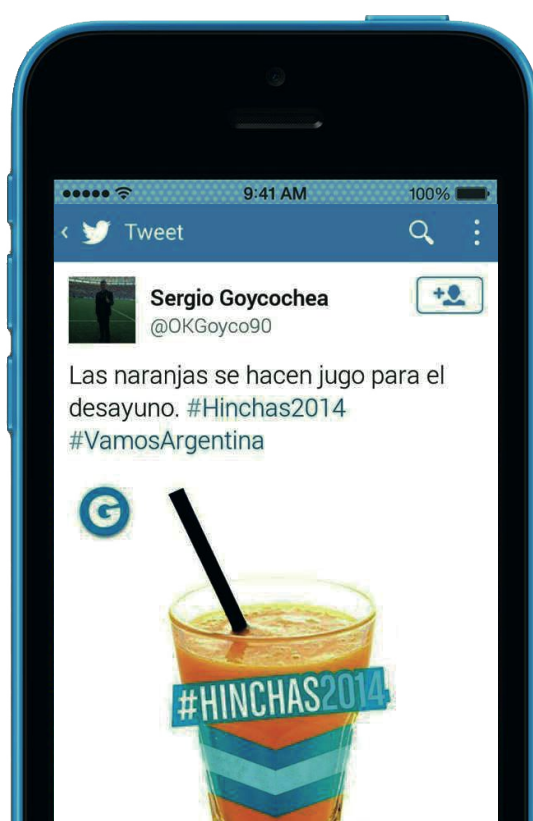 9:41 AM
100%
Tweet
Sergio Goycochea
@OKGoyco90
Las naranjas se hacen jugo para el
desayuno. #Hinchas2014
#VamosArgentina
G
#HINCHAS2014